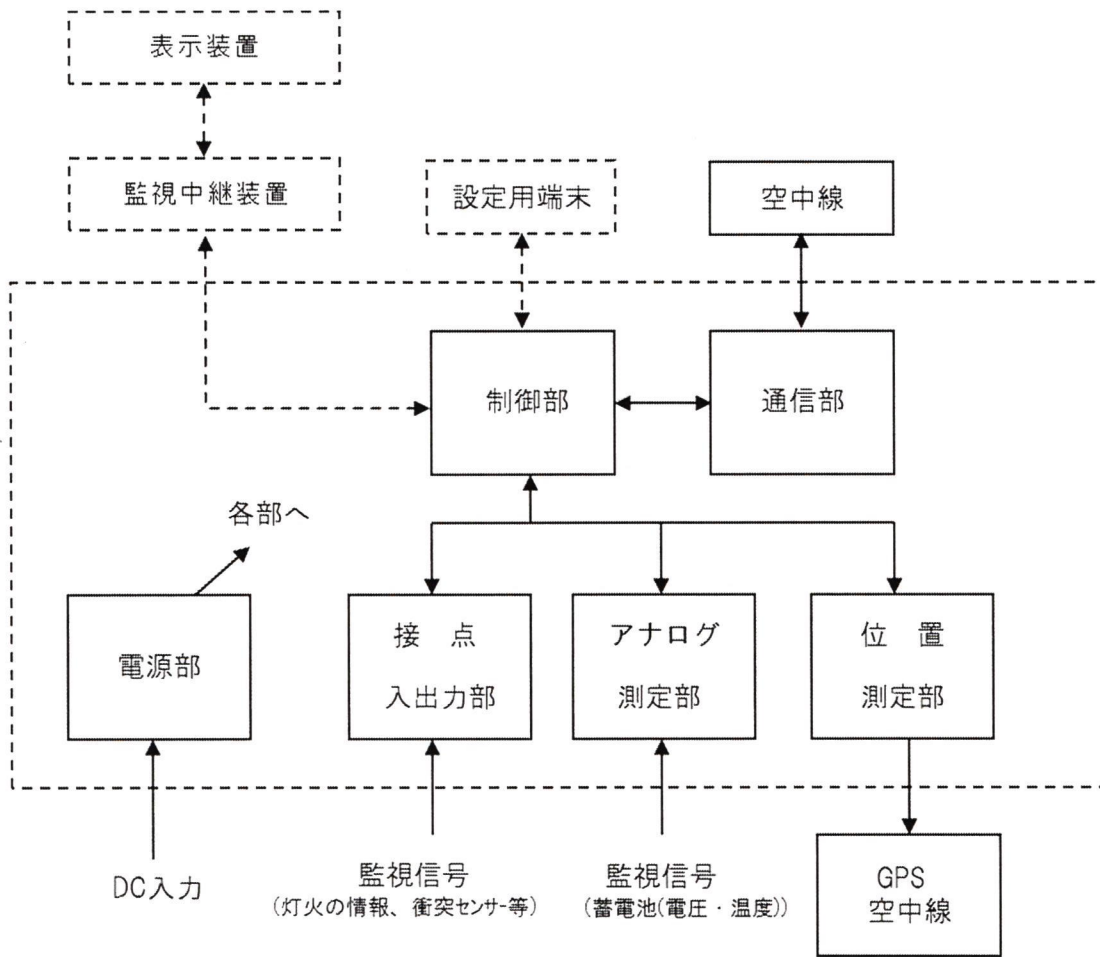 表示装置
監視中継装置
設定用端末
空中線
制御部
通信部
各部へ
電源部
接 点
入出力部
アナログ
測定部
位 置
測定部
DC入力
監視信号
(灯火の情報、衝突センサー等)
監視信号
(蓄電池(電圧・温度))
GPS
空中線